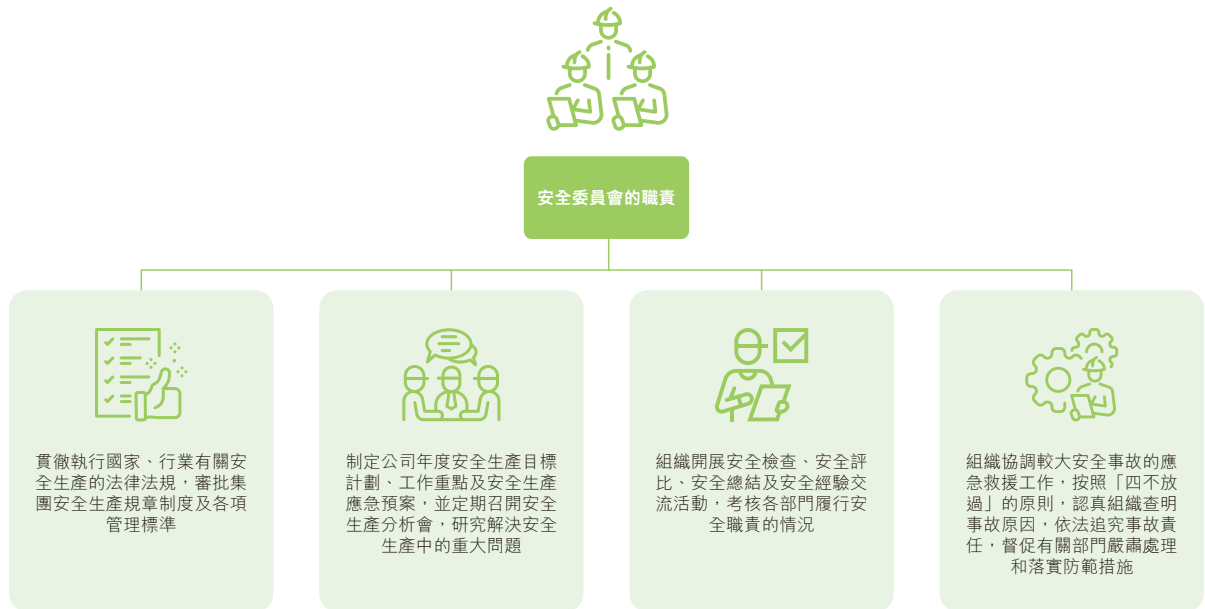 安全委員會的職責
貫徹執行國家、行業有關安
全生產的法律法規，審批集
團安全生產規章制度及各項
管理標準
制定公司年度安全生產目標
計劃、工作重點及安全生產
應急預案，並定期召開安全
生產分析會，研究解決安全
生產中的重大問題
組織開展安全檢查、安全評
比、安全總結及安全經驗交
流活動，考核各部門履行安
全職責的情況
組織協調較大安全事故的應
急救援工作，按照「四不放
過」的原則，認真組織查明
事故原因，依法追究事故責
任，督促有關部門嚴肅處理
和落實防範措施